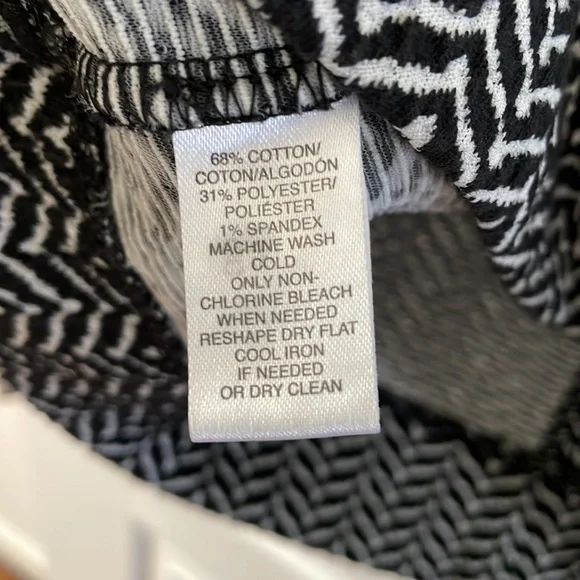 68% COTTON/
COTON/ALGODÓN
31% POLYESTER/
POLIÉSTER
1% SPANDEX
MACHINE WASH
COLD
ONLY NON-
CHLORINE BLEACH
WHEN NEEDED
RESHAPE DRY FLAT
COOL IRON
IF NEEDED
OR DRY CLEAN